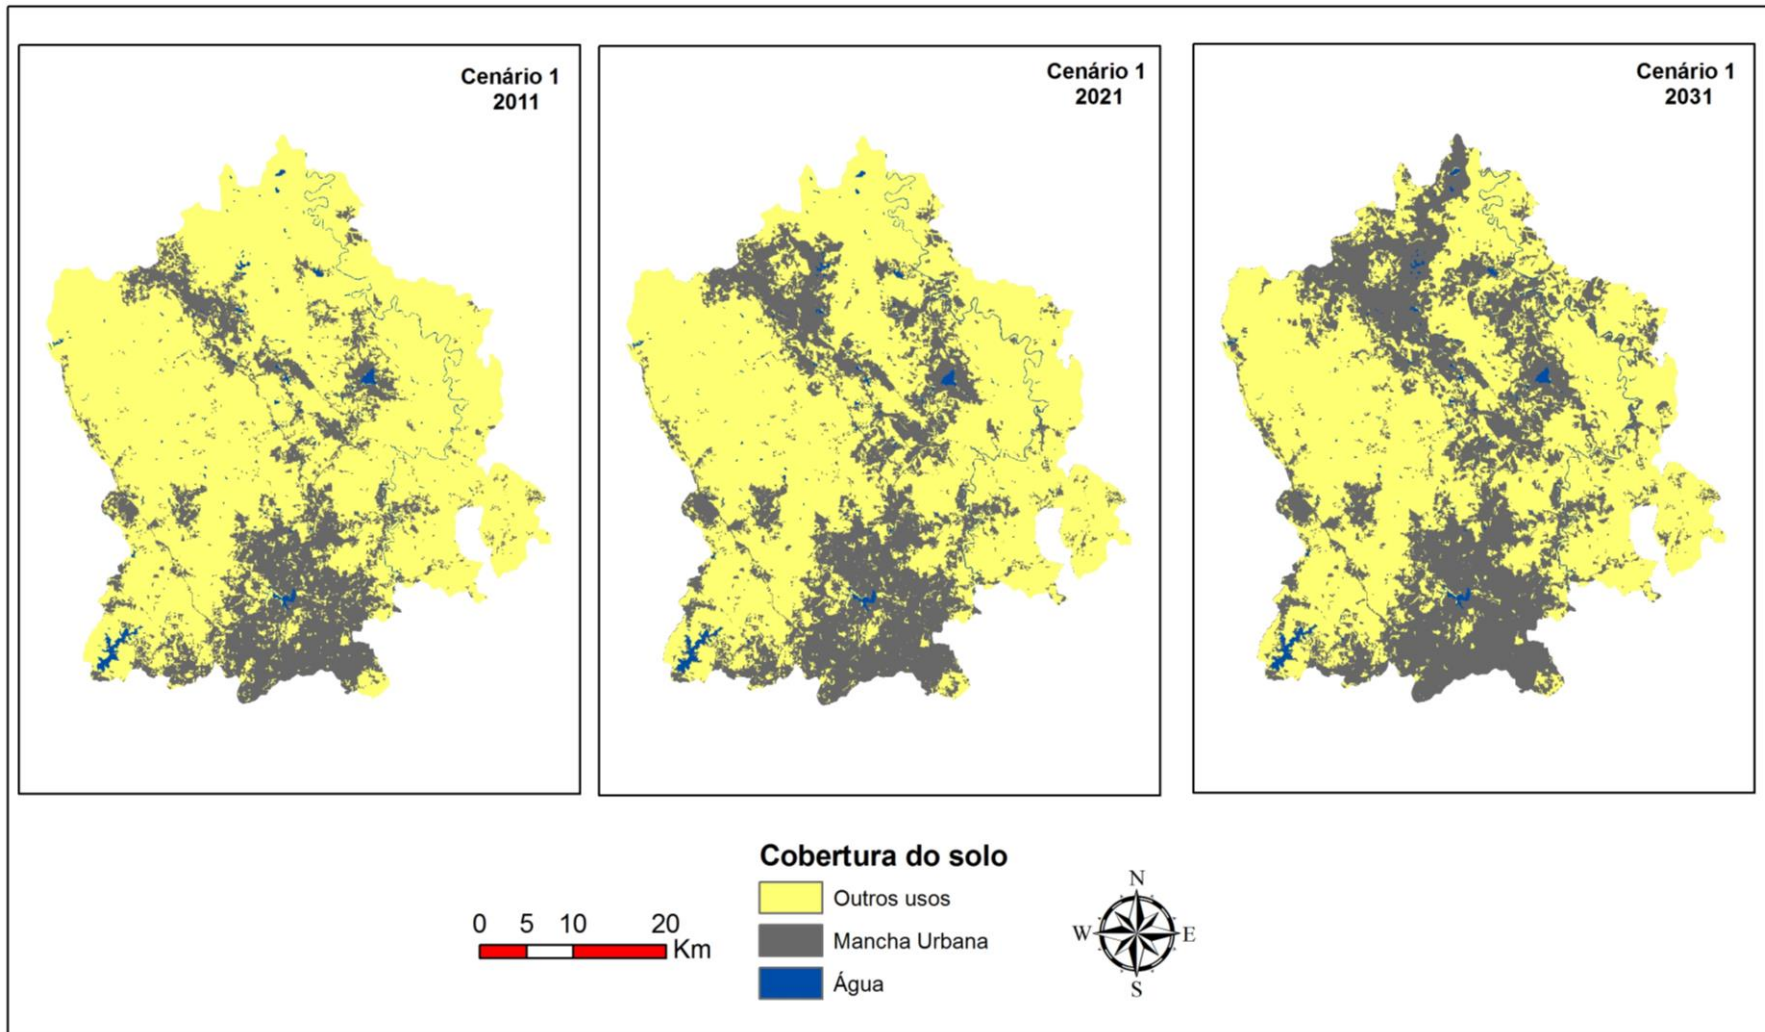 Cenário 1
2011
Cenário 1
2021
Cenário 1
2031
Cobertura do solo
Outros usos
Mancha Urbana
Água
0 5 10 20
Km
N
W E
S